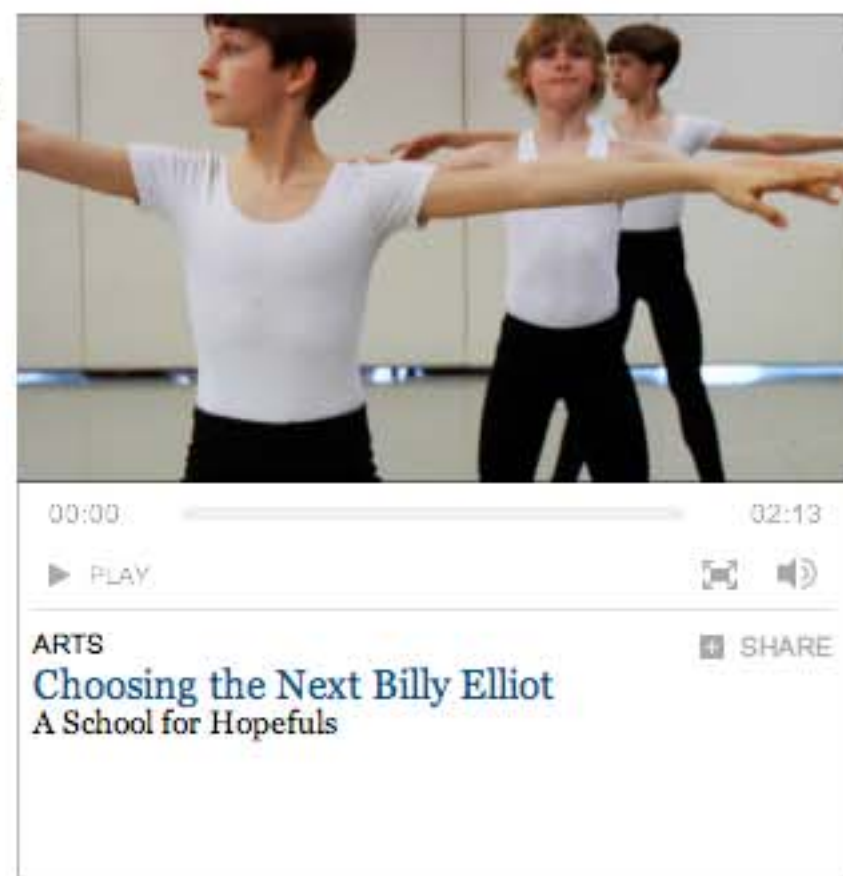 00:00 02:13
PLAY
ARTS SHARE
Choosing the Next Billy Elliot
A School for Hopefuls